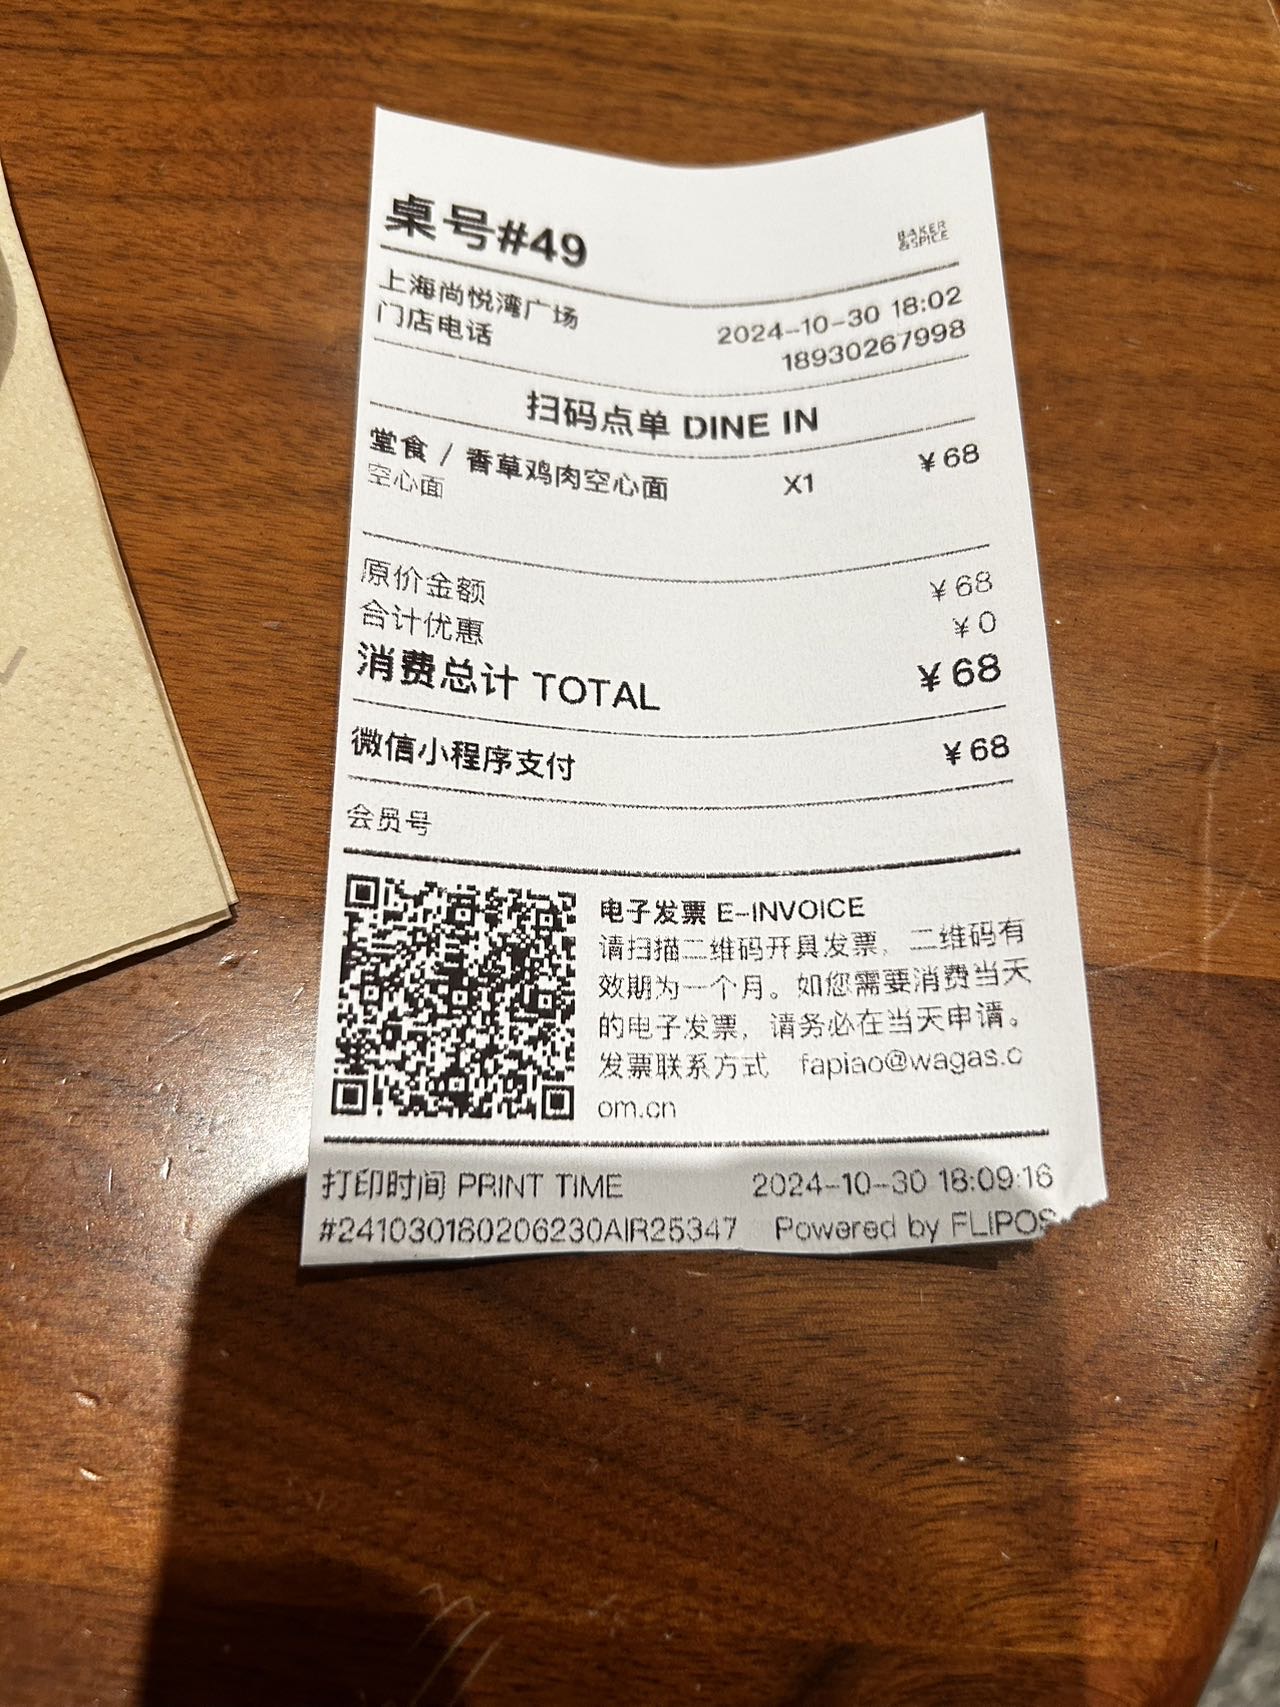 桌号#49
BAKER
&SPICE
上海尚悦湾广场 2024-10-30 18:02
门店电话 18930267998
扫码点单 DINE IN
堂食 / 香草鸡肉空心面 X1 ¥68
空心面
原价金额 ¥68
合计优惠 ¥0
消费总计 TOTAL ¥68
微信小程序支付 ¥68
会员号
电子发票 E-INVOICE
请扫描二维码开具发票，二维码有
效期为一个月。如您需要消费当天
的电子发票，请务必在当天申请。
发票联系方式 fapiao@wagas.c
om.cn
打印时间 PRINT TIME 2024-10-30 18:09:16
#241030180206230AIR25347 Powered by FLIPOS